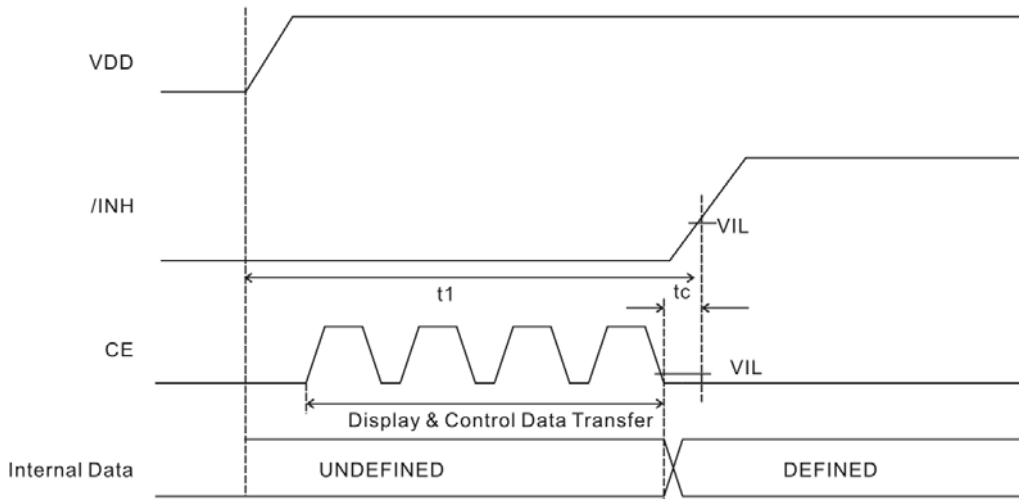 VDD
/INH
VIL
t1
tc
CE
VIL
Display & Control Data Transfer
Internal Data
UNDEFINED
DEFINED